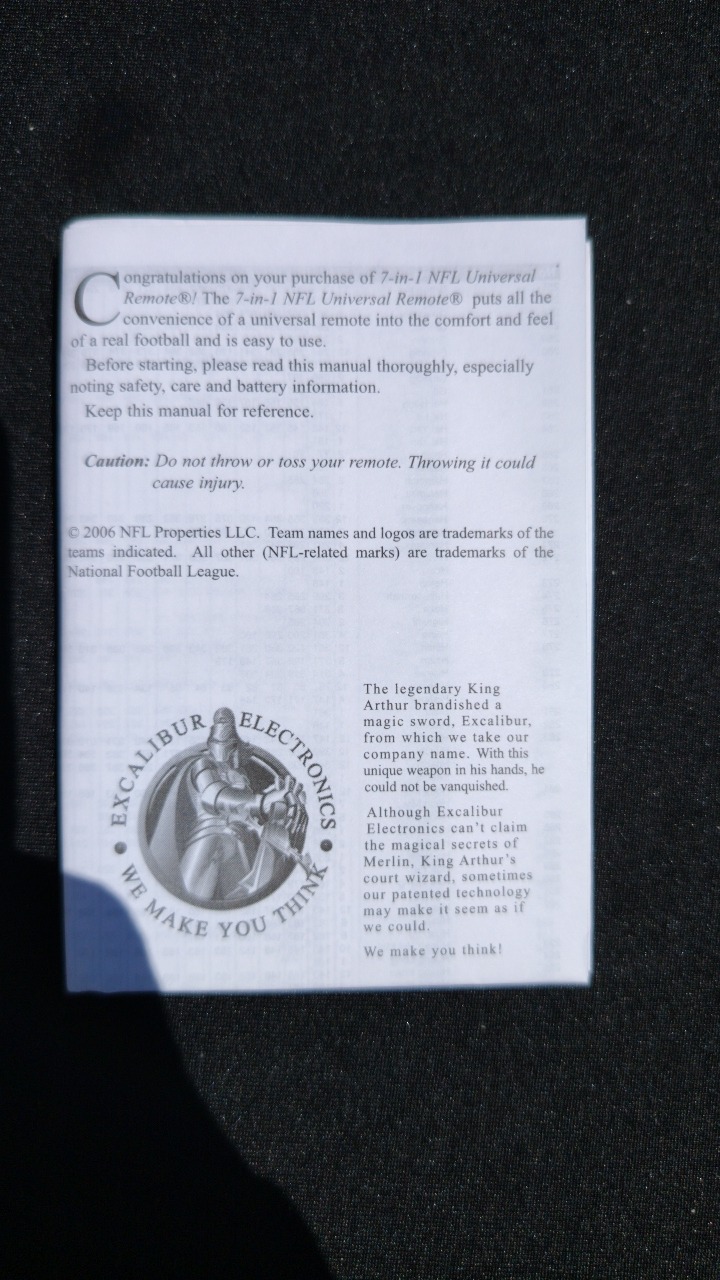 Congratulations on your purchase of 7-in-1 NFL Universal
Remote®! The 7-in-1 NFL Universal Remote® puts all the
convenience of a universal remote into the comfort and feel
of a real football and is easy to use.
Before starting, please read this manual thoroughly, especially
noting safety, care and battery information.
Keep this manual for reference.
Caution: Do not throw or toss your remote. Throwing it could
cause injury.
© 2006 NFL Properties LLC. Team names and logos are trademarks of the
teams indicated. All other (NFL-related marks) are trademarks of the
National Football League.
EXCALIBUR ELECTRONICS
• WE MAKE YOU THINK •
The legendary King
Arthur brandished a
magic sword, Excalibur,
from which we take our
company name. With this
unique weapon in his hands, he
could not be vanquished.
Although Excalibur
Electronics can't claim
the magical secrets of
Merlin, King Arthur's
court wizard, sometimes
our patented technology
may make it seem as if
we could.
We make you think!